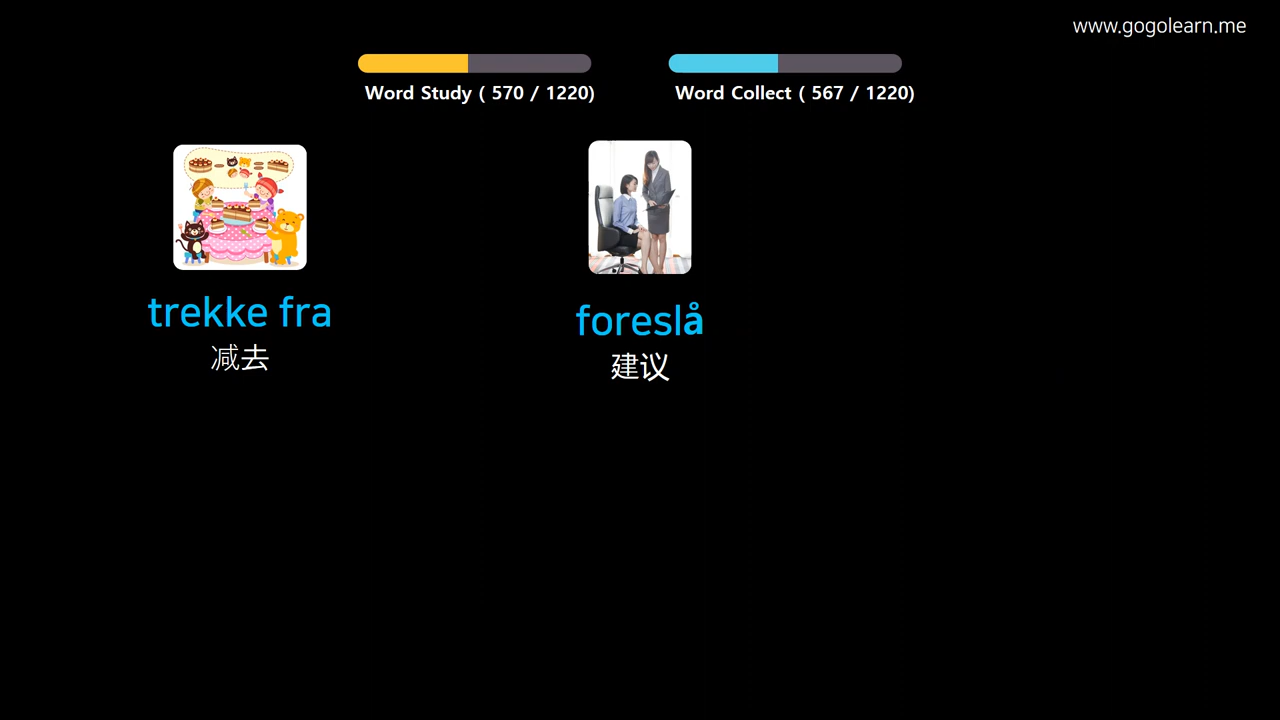 www.gogolearn.me
Word Study ( 570 / 1220)
Word Collect ( 567 / 1220)
trekke fra
减去
foreslå
建议